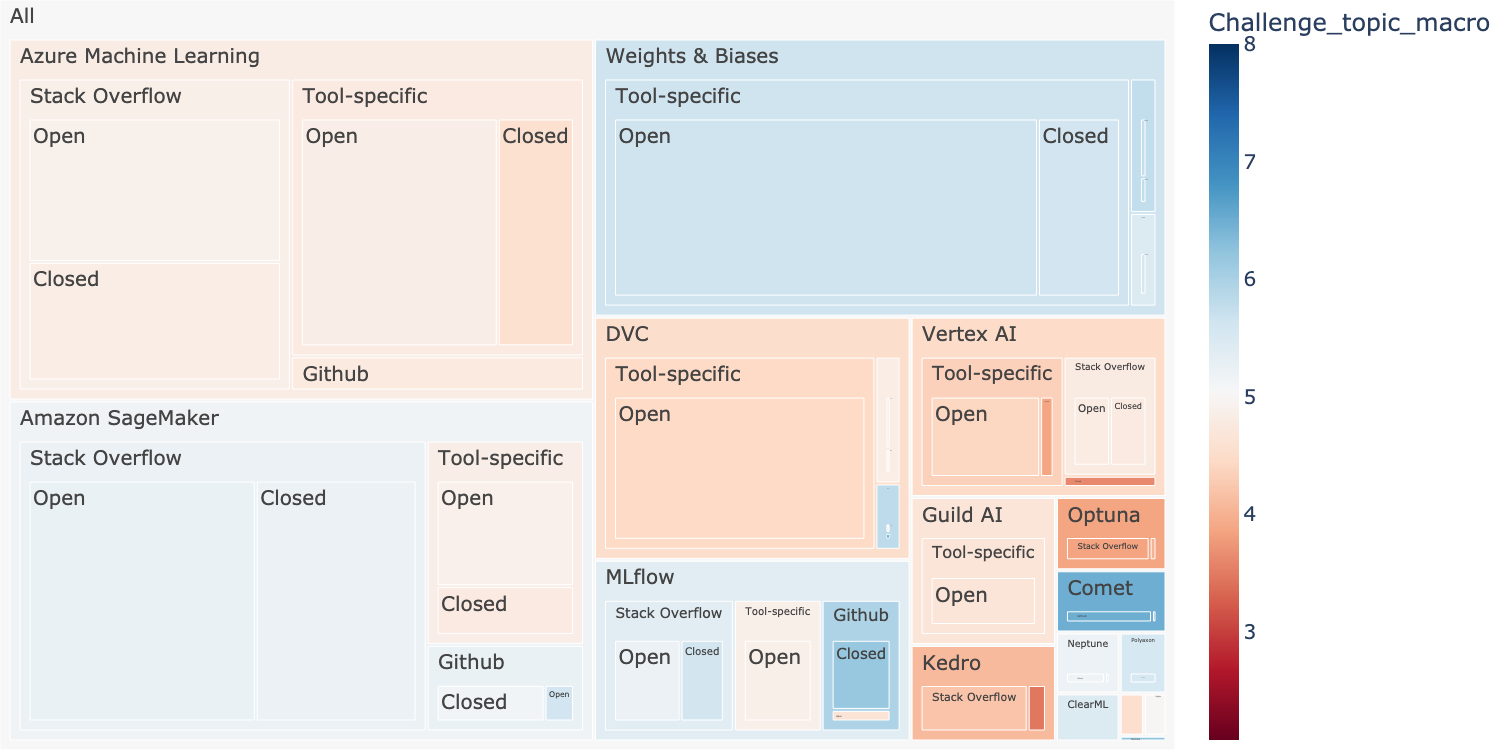 All
Azure Machine Learning
Stack Overflow
Open
Closed
Tool-specific
Open
Closed
Github
Amazon SageMaker
Stack Overflow
Open
Closed
Tool-specific
Open
Closed
Github
Closed
Open
Weights & Biases
Tool-specific
Open
Closed
DVC
Tool-specific
Open
MLflow
Stack Overflow
Open
Closed
Tool-specific
Open
Github
Closed
Vertex AI
Tool-specific
Open
Stack Overflow
Open
Closed
Guild AI
Tool-specific
Open
Kedro
Stack Overflow
Optuna
Stack Overflow
Comet
Neptune
Polyaxon
ClearML
Challenge_topic_macro
8
7
6
5
4
3